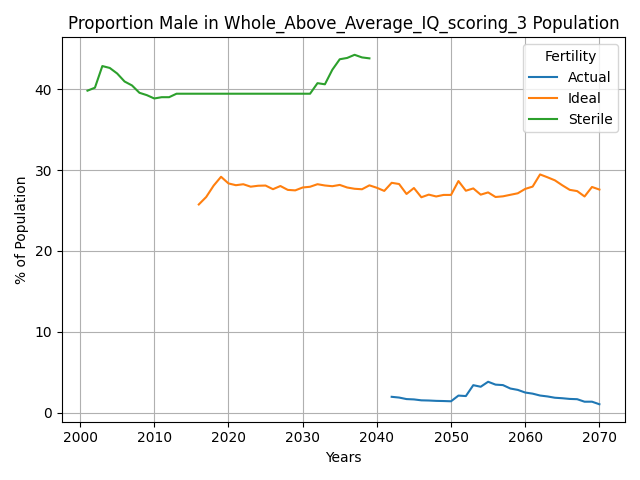 Proportion Male in Whole_Above_Average_IQ_scoring_3 Population
Fertility
Actual
Ideal
Sterile
% of Population
40
30
20
10
0
2000 2010 2020 2030 2040 2050 2060 2070
Years